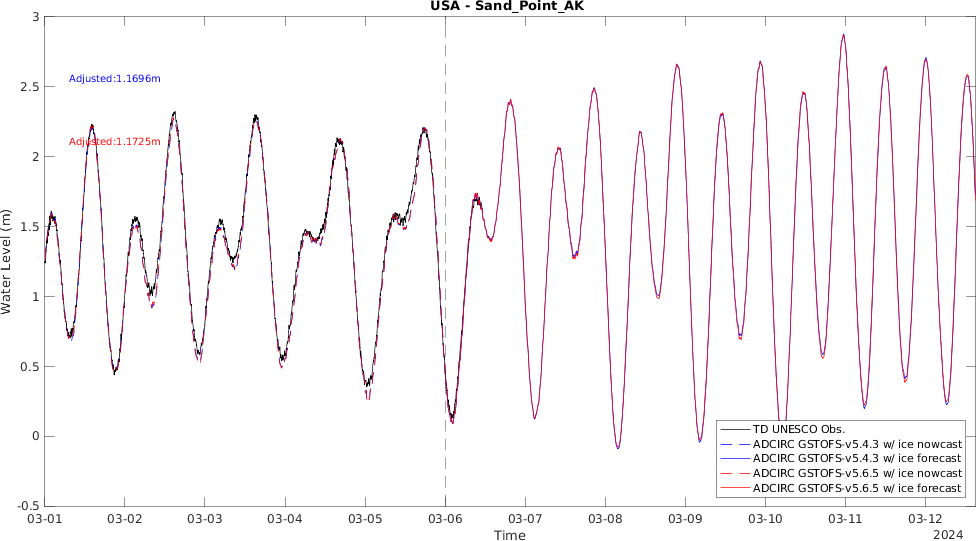 USA - Sand_Point_AK
3
2.5
2
1.5
1
0.5
0
-0.5
Water Level (m)
Adjusted:1.1696m
Adjusted:1.1725m
TD UNESCO Obs.
ADCIRC GSTOFS-v5.4.3 w/ ice nowcast
ADCIRC GSTOFS-v5.4.3 w/ ice forecast
ADCIRC GSTOFS-v5.6.5 w/ ice nowcast
ADCIRC GSTOFS-v5.6.5 w/ ice forecast
03-01 03-02 03-03 03-04 03-05 03-06 03-07 03-08 03-09 03-10 03-11 03-12
Time
2024